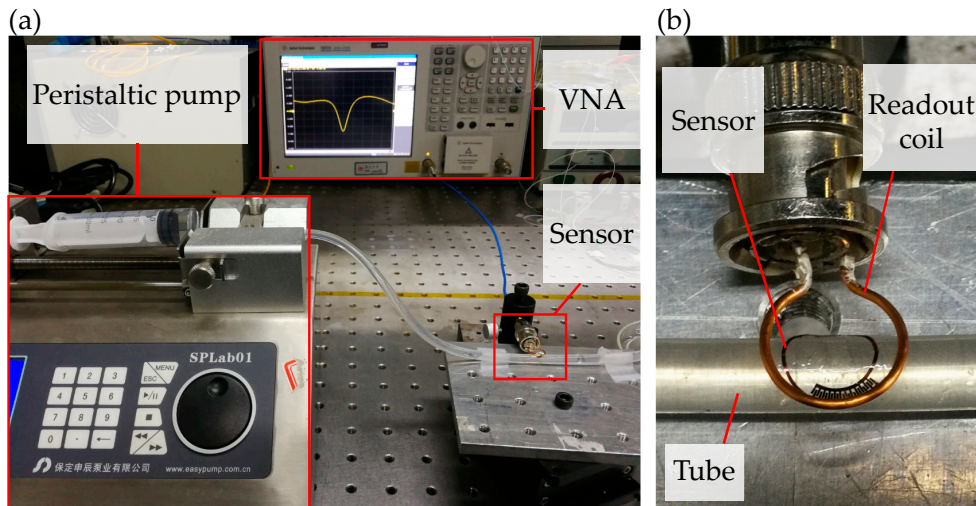 (a)
Peristaltic pump
VNA
Sensor
SPLab01
MENU
ESC
1 2 3
4 5 6
7 8 9
0 · ←
保定申辰泵业有限公司
www.easypump.com.cn
(b)
Sensor
Readout
coil
Tube